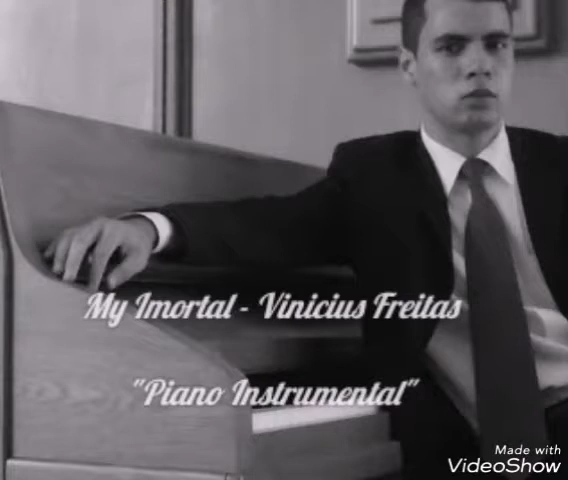 My Imortal - Vinicius Freitas
"Piano Instrumental"
Made with
VideoShow